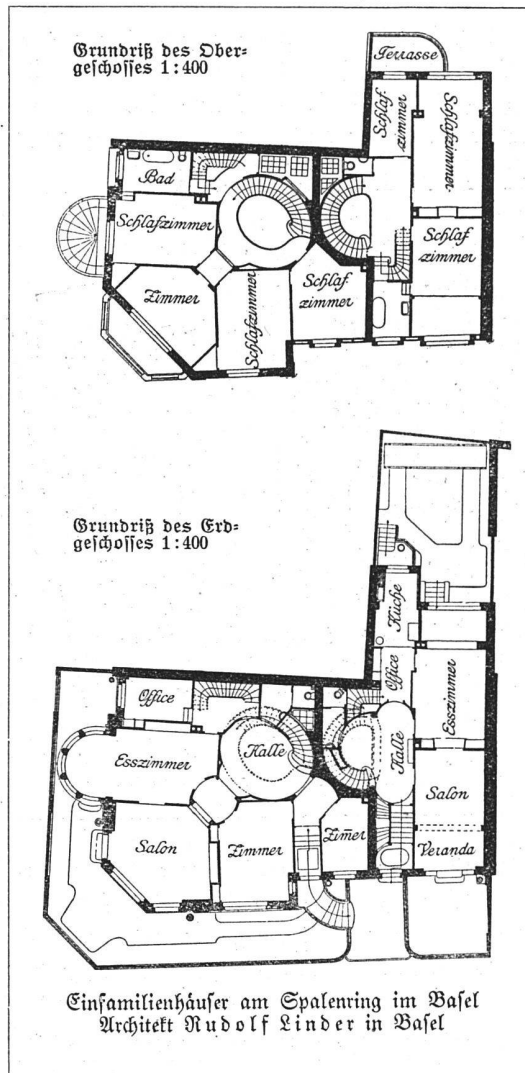 Grundriß des Ober-
geschosses 1:400
Terrasse
Schlaf-
zimmer
Schlafzimmer
Bad
Schlafzimmer
Schlaf
zimmer
Zimmer
Schlafzimmer
Schlaf-
zimmer
Grundriß des Erd-
geschosses 1:400
Küche
Office
Office
Esszimmer
Halle
Halle
Esszimmer
Salon
Salon
Zimmer
Zim̄er
Veranda
Einfamilienhäuser am Spalenring im Basel
Architekt Rudolf Linder in Basel